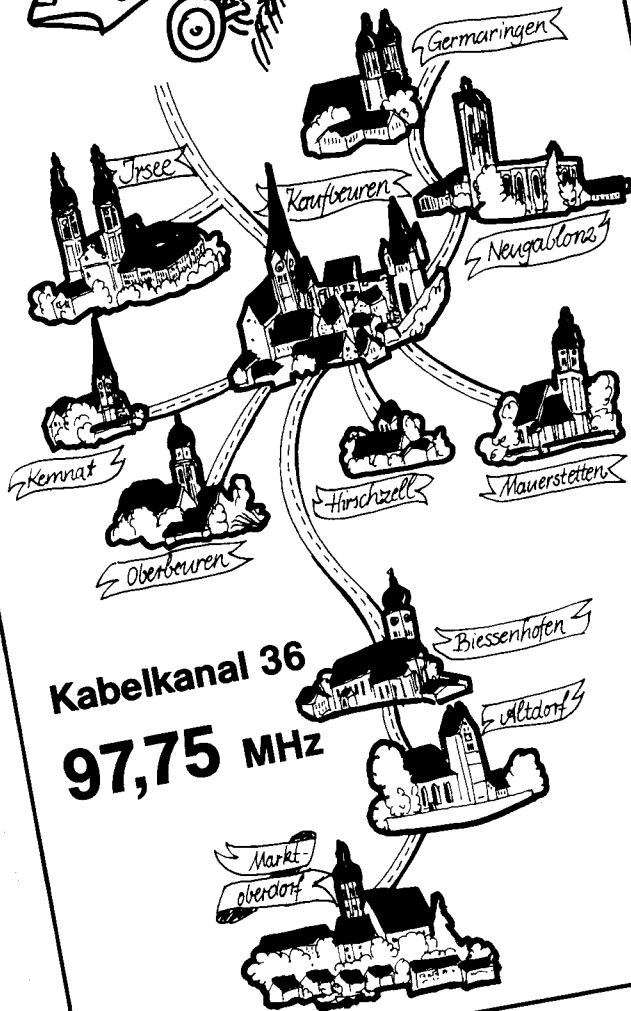 Germaringen
Irsee
Kaufbeuren
Neugablonz
Kemnat
Hirschzell
Mauerstetten
Oberbeuren
Biessenhofen
Kabelkanal 36
Altdorf
97,75 MHz
Markt-
oberdorf